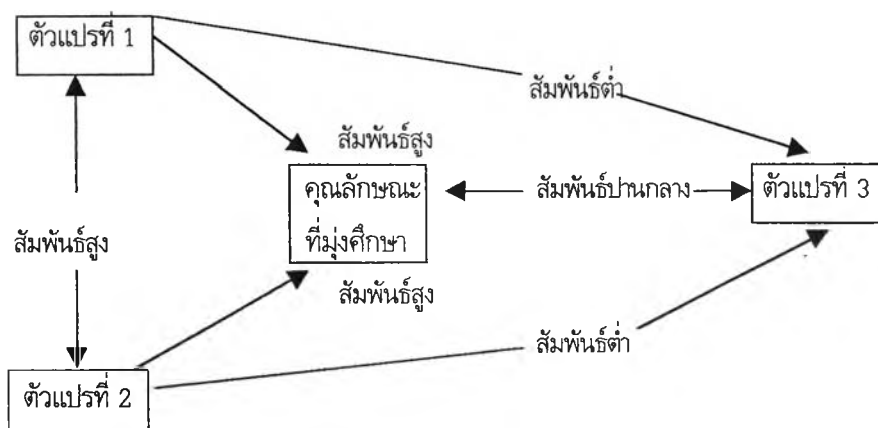 ตัวแปรที่ 1
สัมพันธ์ต่ำ
สัมพันธ์สูง
คุณลักษณะ
ที่มุ่งศึกษา
สัมพันธ์ปานกลาง
ตัวแปรที่ 3
สัมพันธ์สูง
สัมพันธ์สูง
สัมพันธ์ต่ำ
ตัวแปรที่ 2